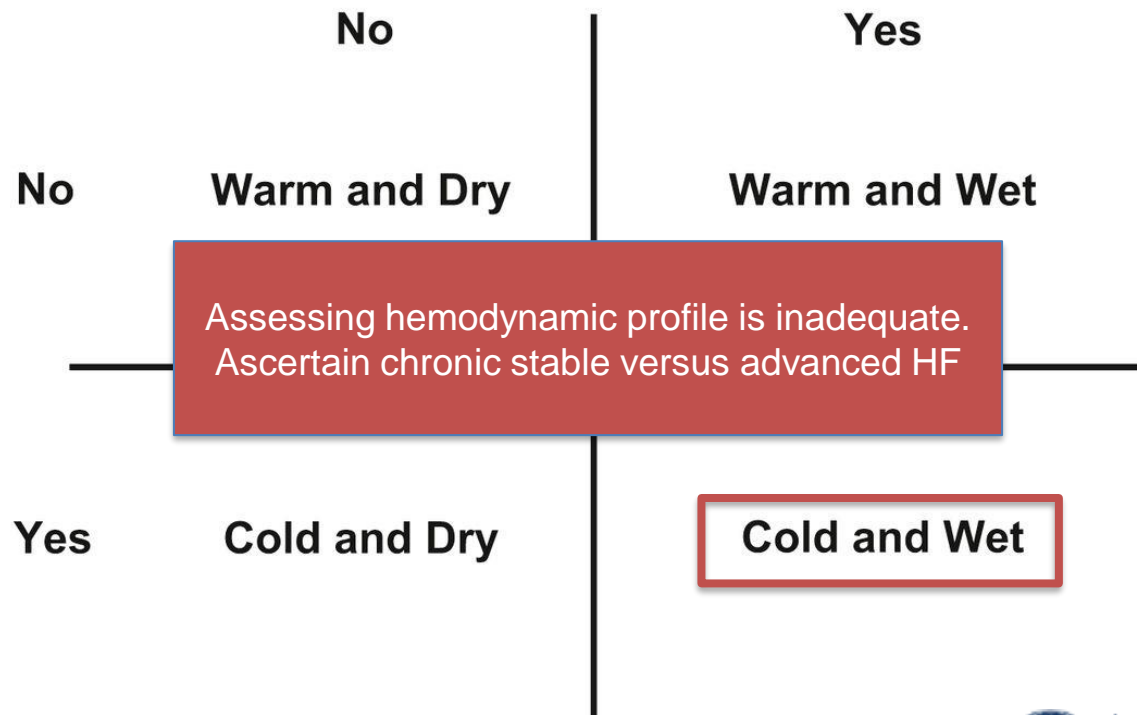 No Yes
No Warm and Dry Warm and Wet
Assessing hemodynamic profile is inadequate.
Ascertain chronic stable versus advanced HF
Yes Cold and Dry Cold and Wet